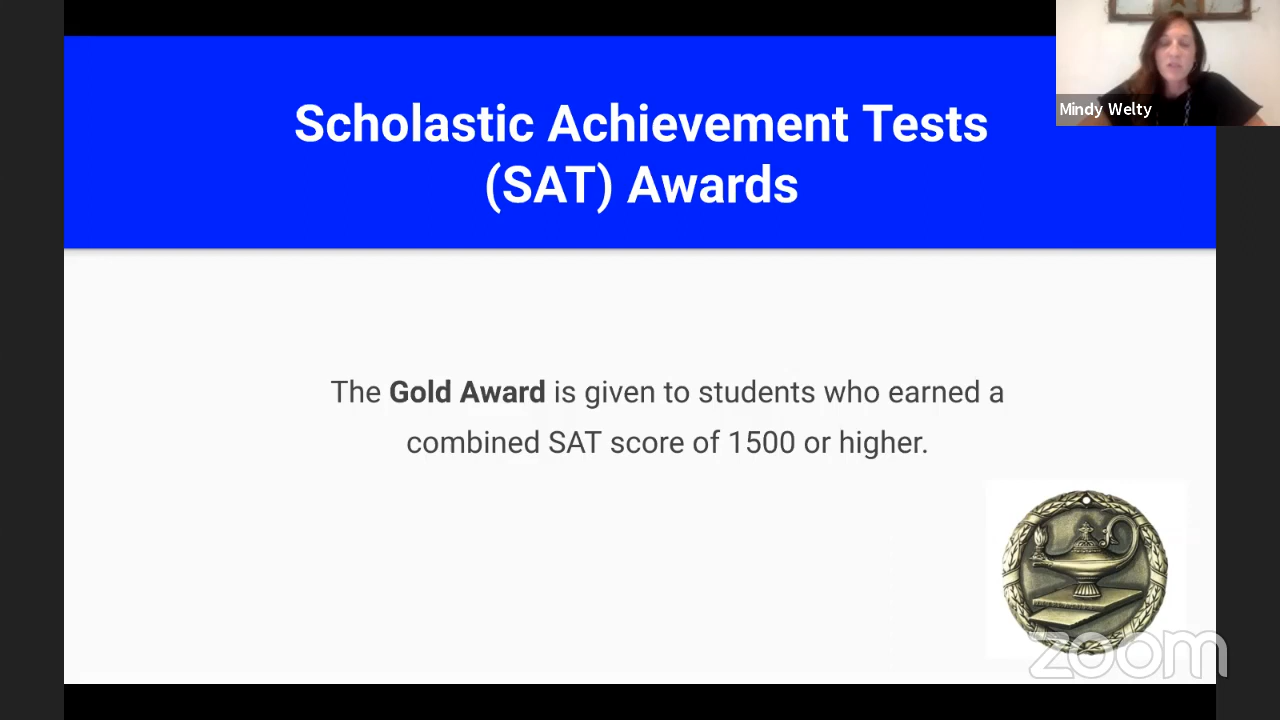 Scholastic Achievement Tests
(SAT) Awards
Mindy Welty
The Gold Award is given to students who earned a
combined SAT score of 1500 or higher.
zoom